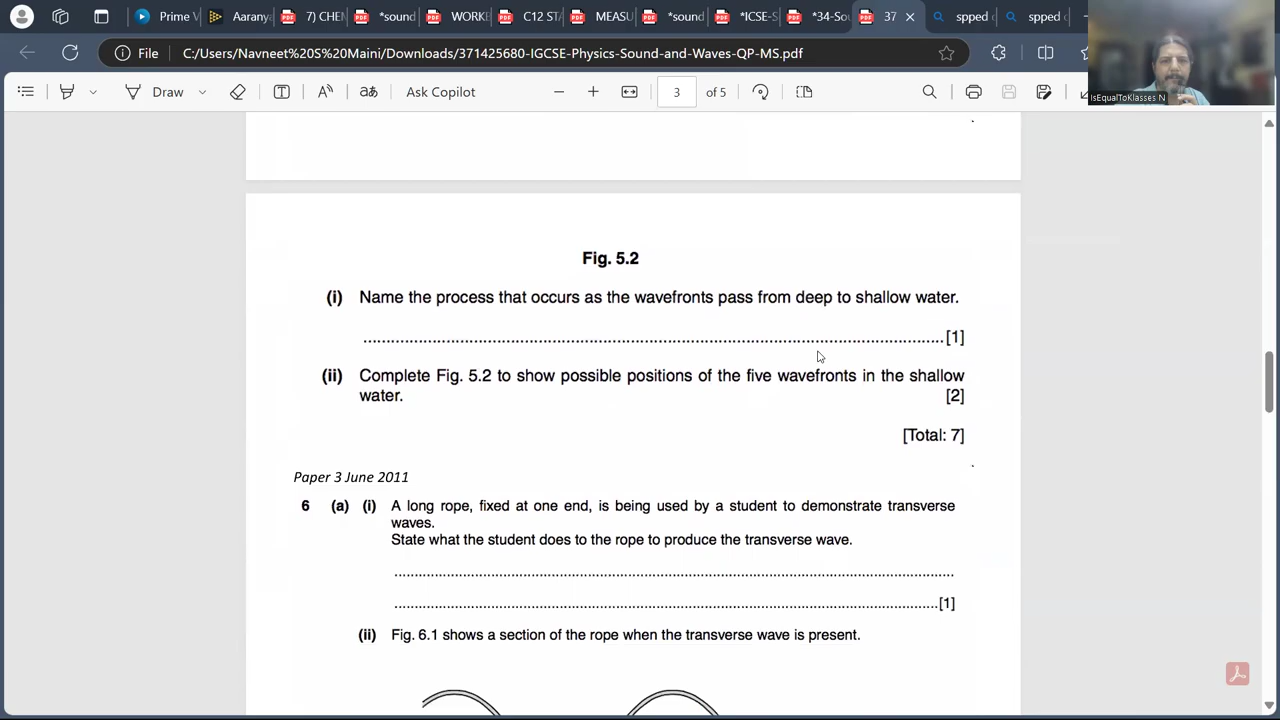 Prima V
Aarany
7) CHEM
*sound
WORKE
C12 STA
MEASU
*sound
*ICSE-S
*34-Sou
37
spped
spped c
File
C:/Users/Navneet%20S%20Maini/Downloads/371425680-IGCSE-Physics-Sound-and-Waves-QP-MS.pdf
Draw
Ask Copilot
3 of 5
IsEqualToKlasses N
Fig. 5.2
(i) Name the process that occurs as the wavefronts pass from deep to shallow water.
..............................................................................................................................[1]
(ii) Complete Fig. 5.2 to show possible positions of the five wavefronts in the shallow
water. [2]
[Total: 7]
Paper 3 June 2011
6 (a) (i) A long rope, fixed at one end, is being used by a student to demonstrate transverse
waves.
State what the student does to the rope to produce the transverse wave.
..........................................................................................................................................
......................................................................................................................................[1]
(ii) Fig. 6.1 shows a section of the rope when the transverse wave is present.